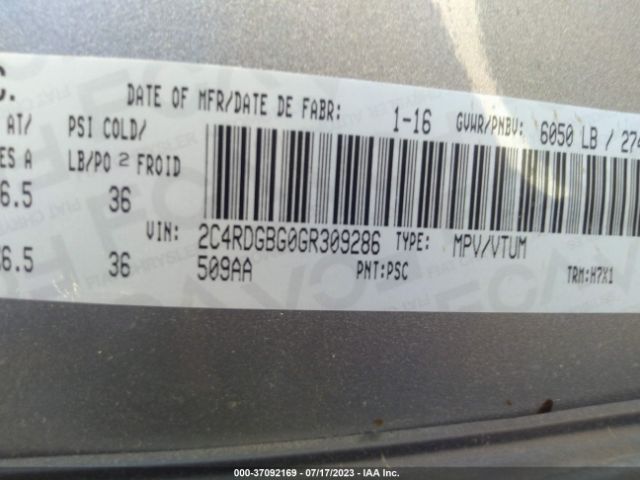 C.
DATE OF MFR/DATE DE FABR: 1-16 GVWR/PNBV: 6050 LB / 274
AT/ PSI COLD/
ES A LB/PO 2 FROID
6.5 36
VIN: 2C4RDGBG0GR309286 TYPE: MPV/VTUM
6.5 36 509AA PNT:PSC TRM:H7X1
000-37092169 - 07/17/2023 - IAA Inc.